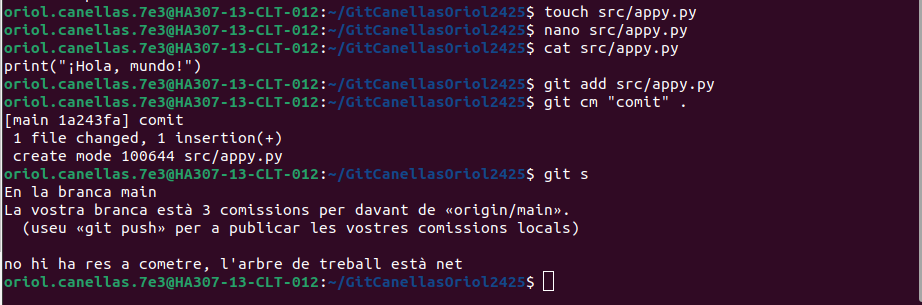 oriol.canellas.7e3@HA307-13-CLT-012:~/GitCanellasOriol2425$ touch src/appy.py
oriol.canellas.7e3@HA307-13-CLT-012:~/GitCanellasOriol2425$ nano src/appy.py
oriol.canellas.7e3@HA307-13-CLT-012:~/GitCanellasOriol2425$ cat src/appy.py
print("¡Hola, mundo!")
oriol.canellas.7e3@HA307-13-CLT-012:~/GitCanellasOriol2425$ git add src/appy.py
oriol.canellas.7e3@HA307-13-CLT-012:~/GitCanellasOriol2425$ git cm "comit" .
[main 1a243fa] comit
 1 file changed, 1 insertion(+)
 create mode 100644 src/appy.py
oriol.canellas.7e3@HA307-13-CLT-012:~/GitCanellasOriol2425$ git s
En la branca main
La vostra branca està 3 comissions per davant de «origin/main».
  (useu «git push» per a publicar les vostres comissions locals)

no hi ha res a cometre, l'arbre de treball està net
oriol.canellas.7e3@HA307-13-CLT-012:~/GitCanellasOriol2425$